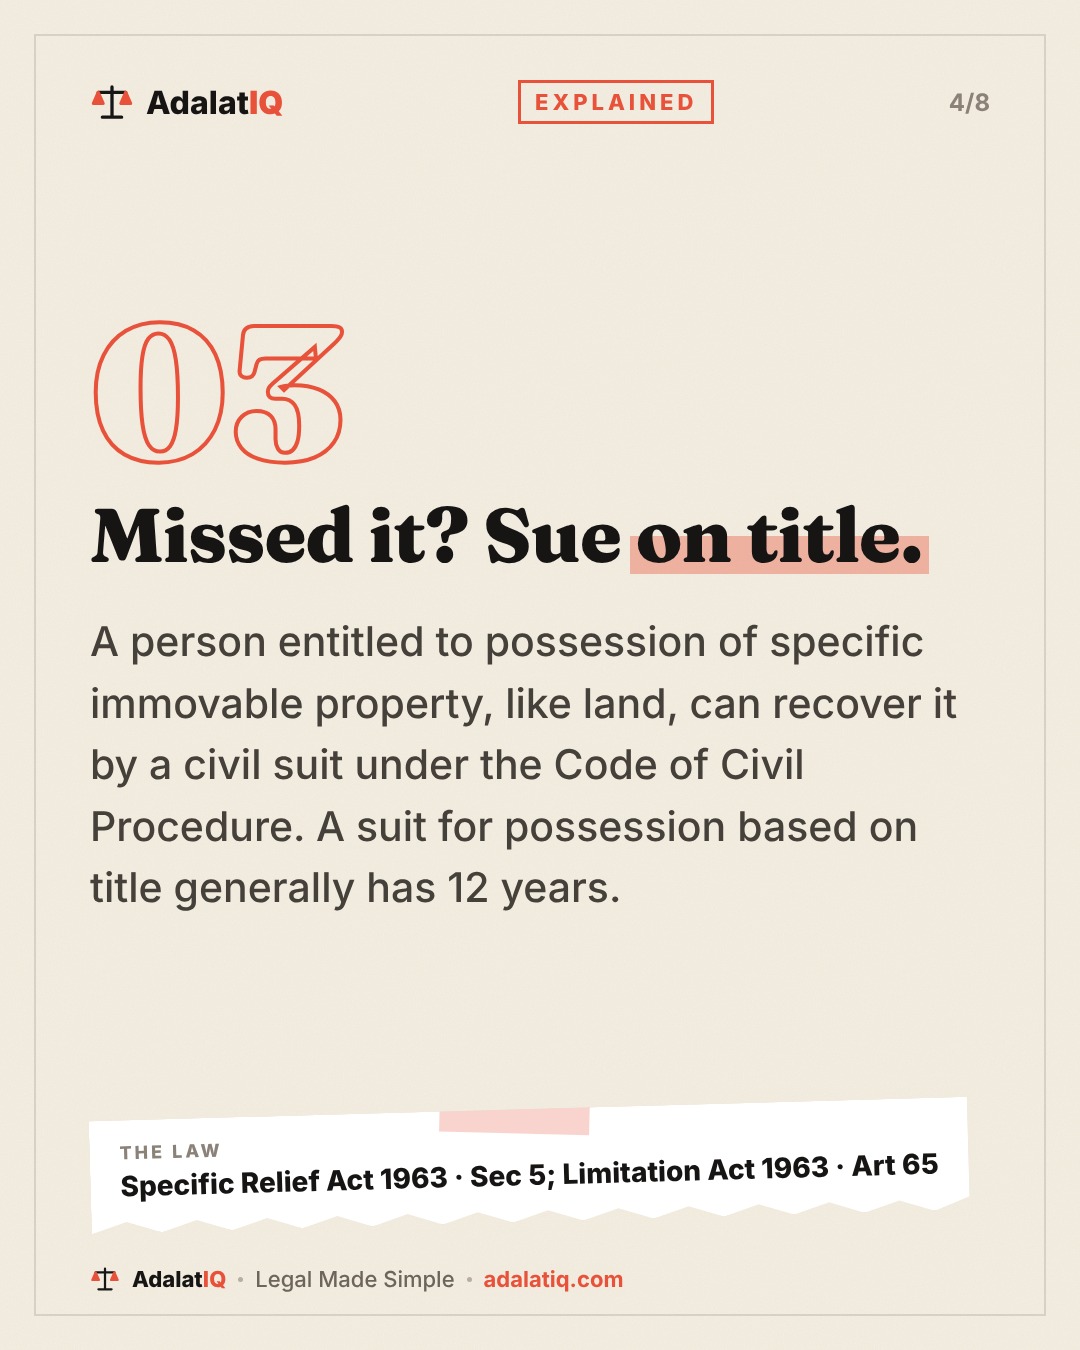 AdalatIQ
EXPLAINED
4/8
03
Missed it? Sue on title.
A person entitled to possession of specific
immovable property, like land, can recover it
by a civil suit under the Code of Civil
Procedure. A suit for possession based on
title generally has 12 years.
THE LAW
Specific Relief Act 1963 · Sec 5; Limitation Act 1963 · Art 65
AdalatIQ • Legal Made Simple • adalatiq.com